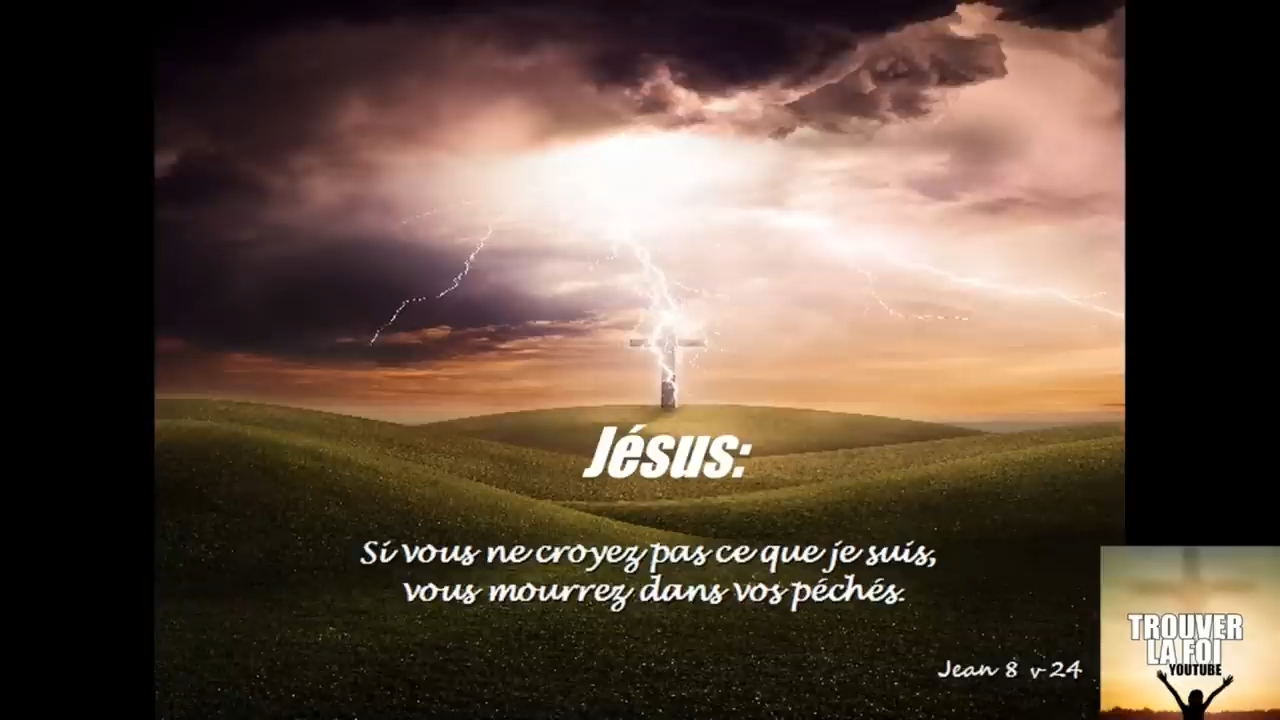 Jésus:
Si vous ne croyez pas ce que je suis,
vous mourrez dans vos péchés.
Jean 8 v 24
TROUVER
LA FOI
YOUTUBE